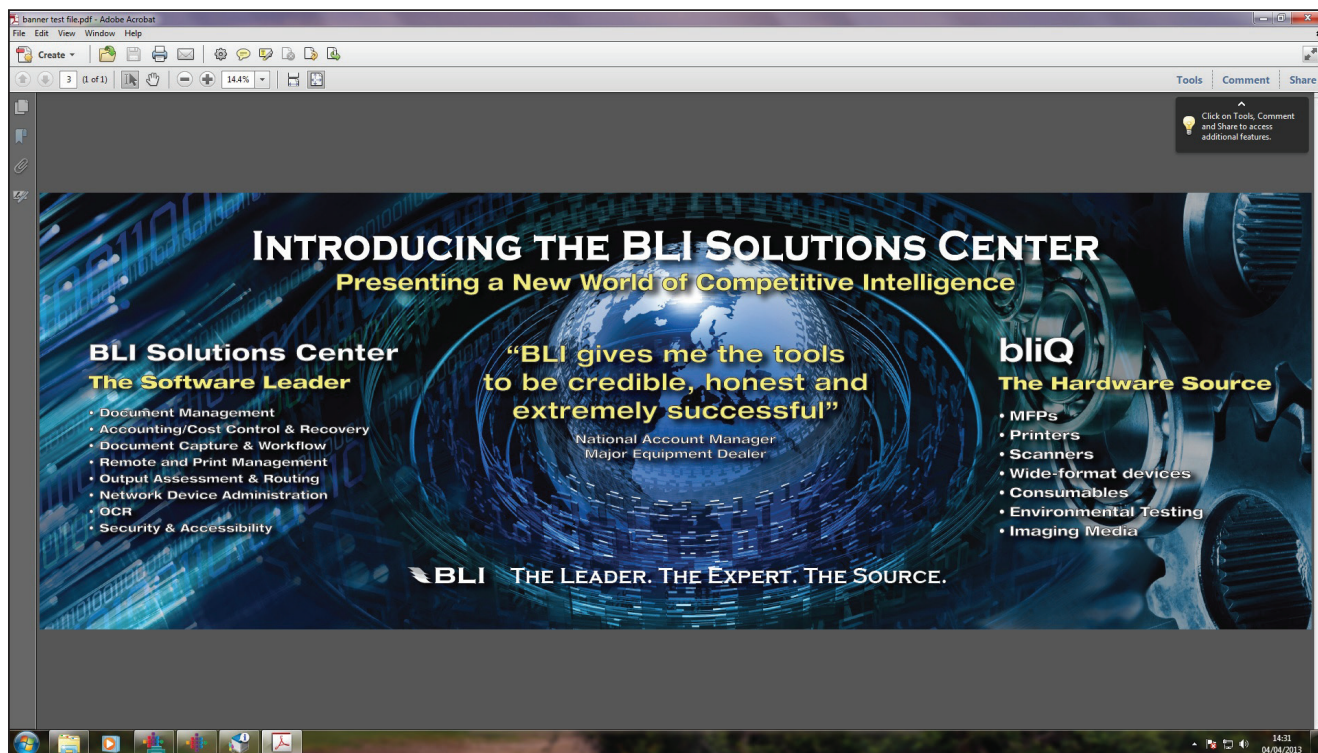 banner test file.pdf - Adobe Acrobat
File Edit View Window Help
Create
3 (1 of 1) 14.4%
Tools Comment Share
Click on Tools, Comment
and Share to access
additional features.
INTRODUCING THE BLI SOLUTIONS CENTER
Presenting a New World of Competitive Intelligence
BLI Solutions Center
The Software Leader
• Document Management
• Accounting/Cost Control & Recovery
• Document Capture & Workflow
• Remote and Print Management
• Output Assessment & Routing
• Network Device Administration
• OCR
• Security & Accessibility
“BLI gives me the tools
to be credible, honest and
extremely successful”
National Account Manager
Major Equipment Dealer
bliQ
The Hardware Source
• MFPs
• Printers
• Scanners
• Wide-format devices
• Consumables
• Environmental Testing
• Imaging Media
BLI THE LEADER. THE EXPERT. THE SOURCE.
14:31
04/04/2013